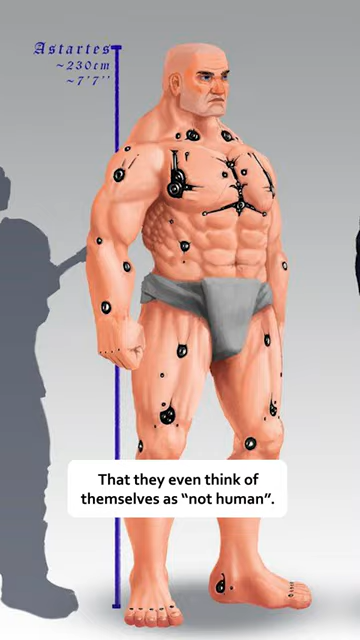 Astartes
~230cm
~7'7''
That they even think of
themselves as “not human”.